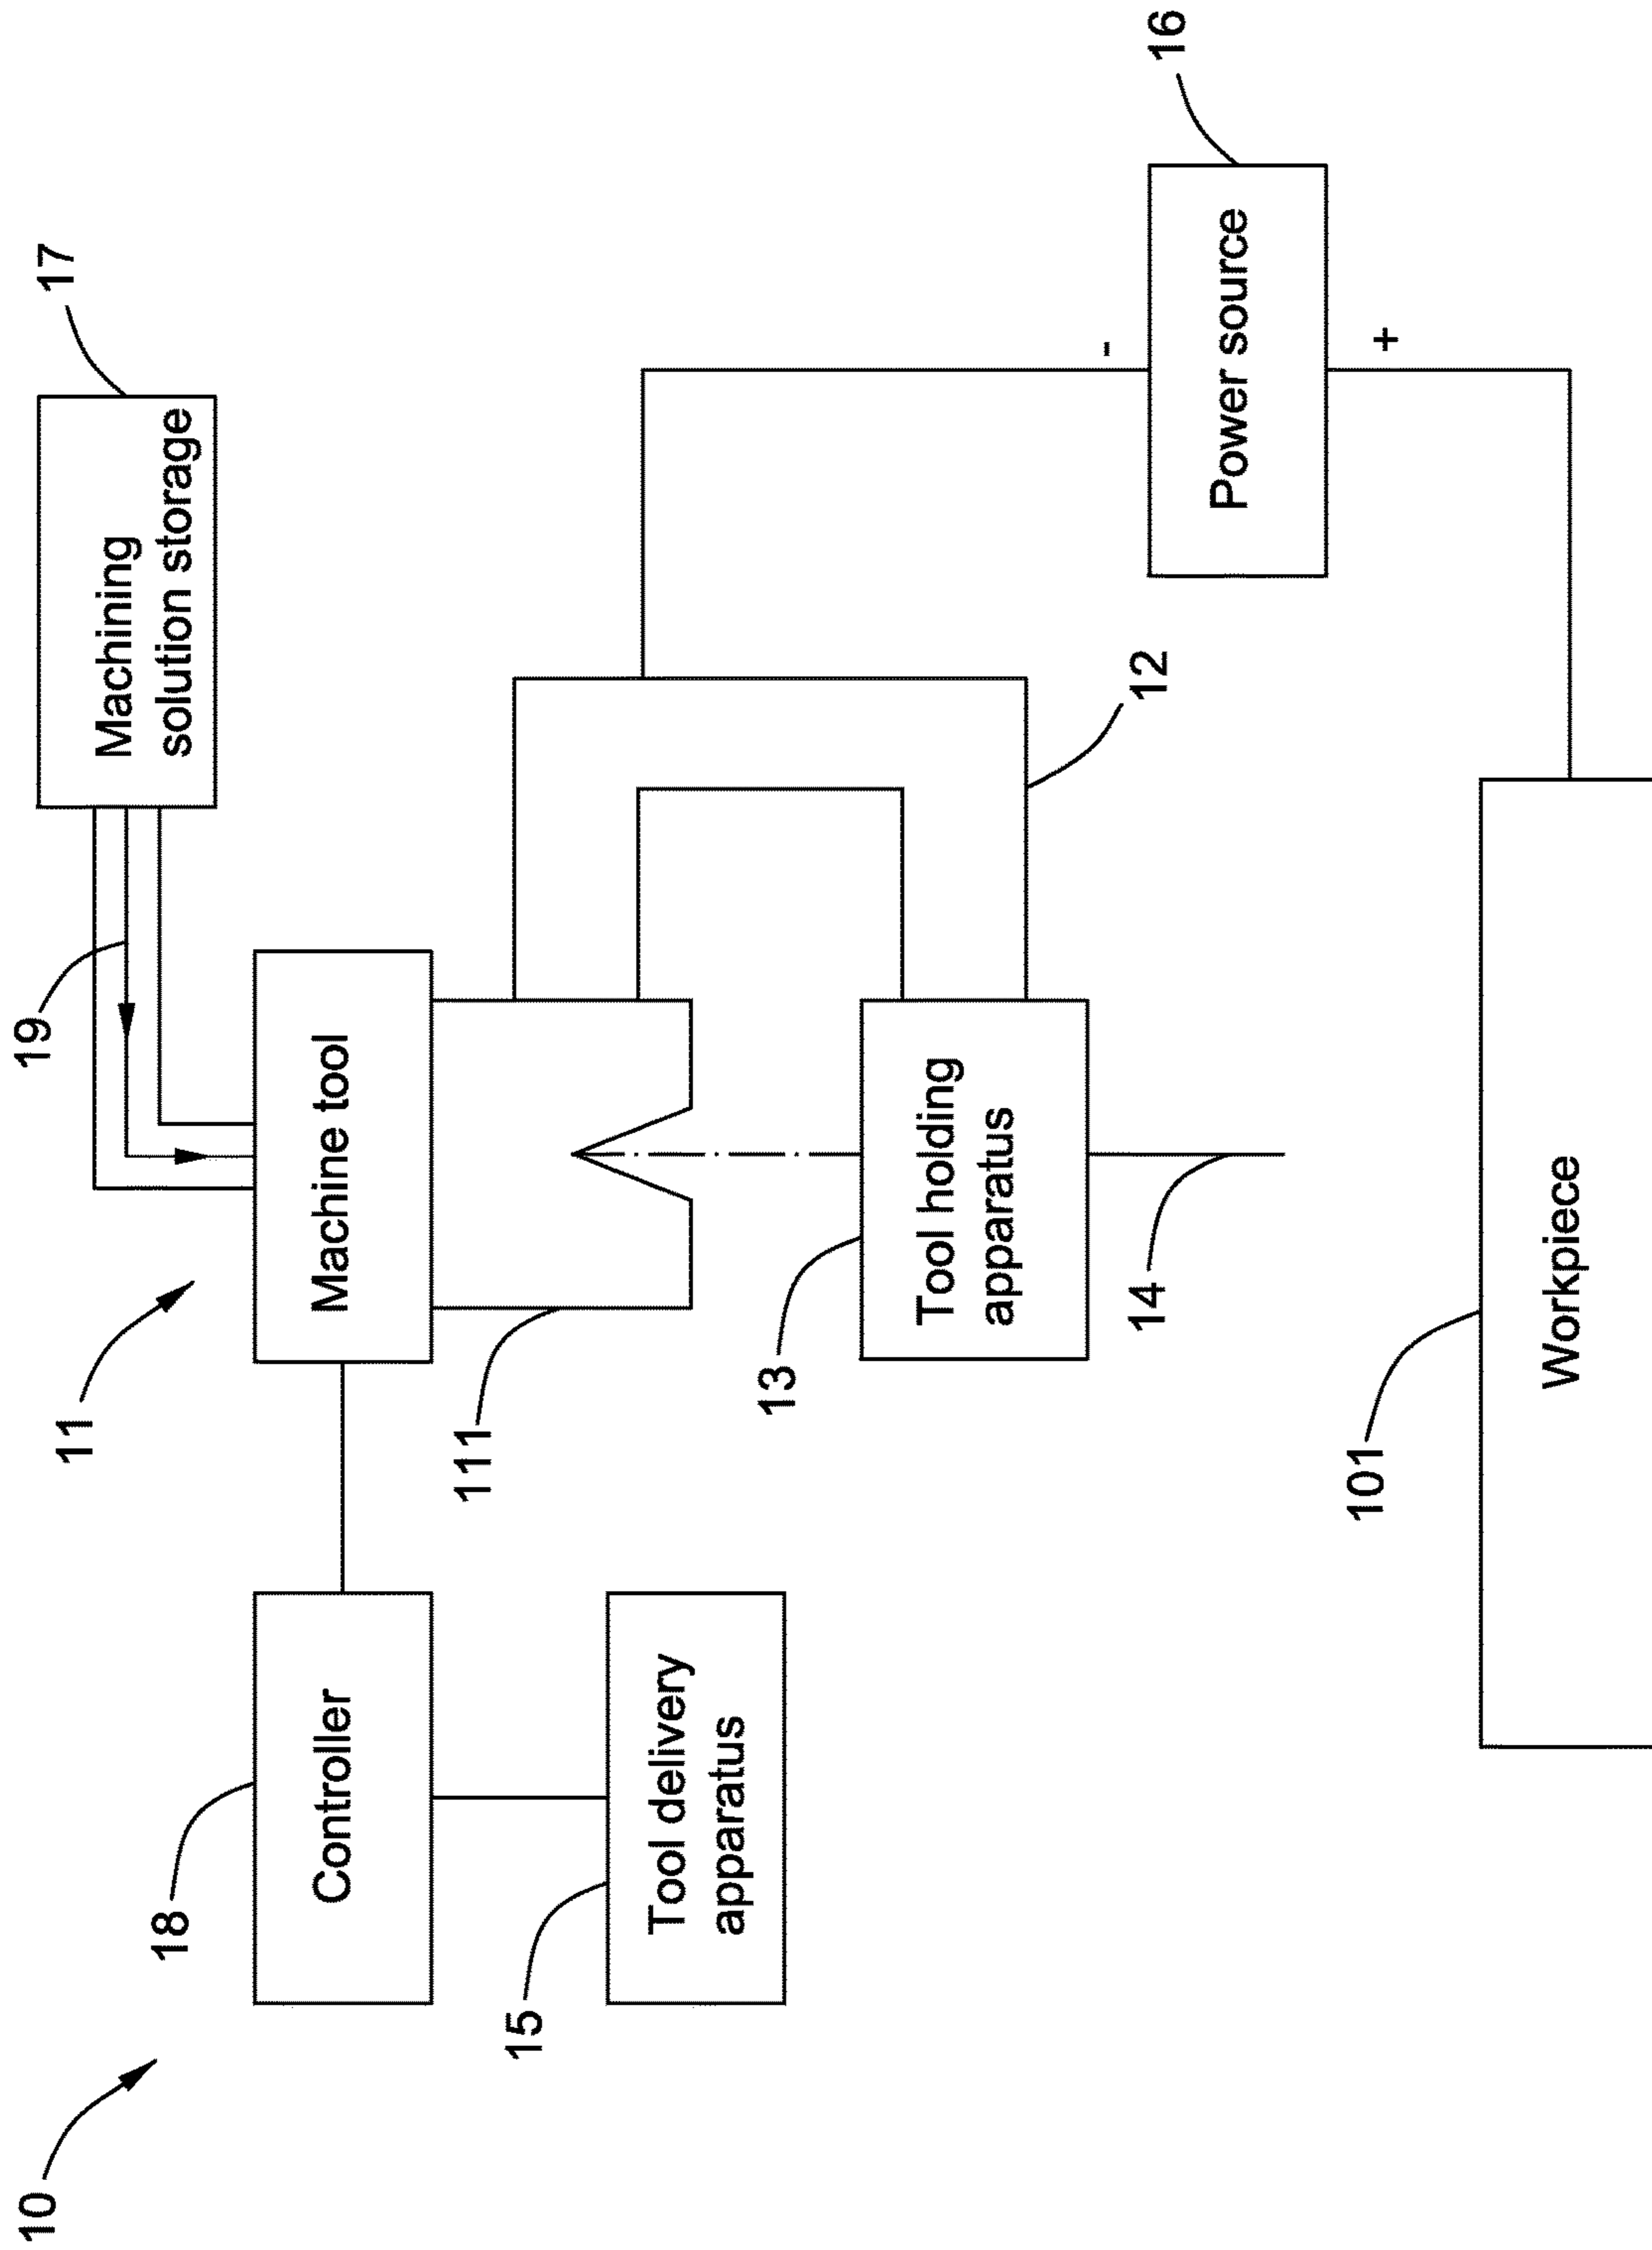 10
18
Controller
15
Tool delivery
apparatus
11
19
17
Machining
solution storage
Machine tool
111
12
13
Tool holding
apparatus
14
-
16
Power source
+
101
Workpiece